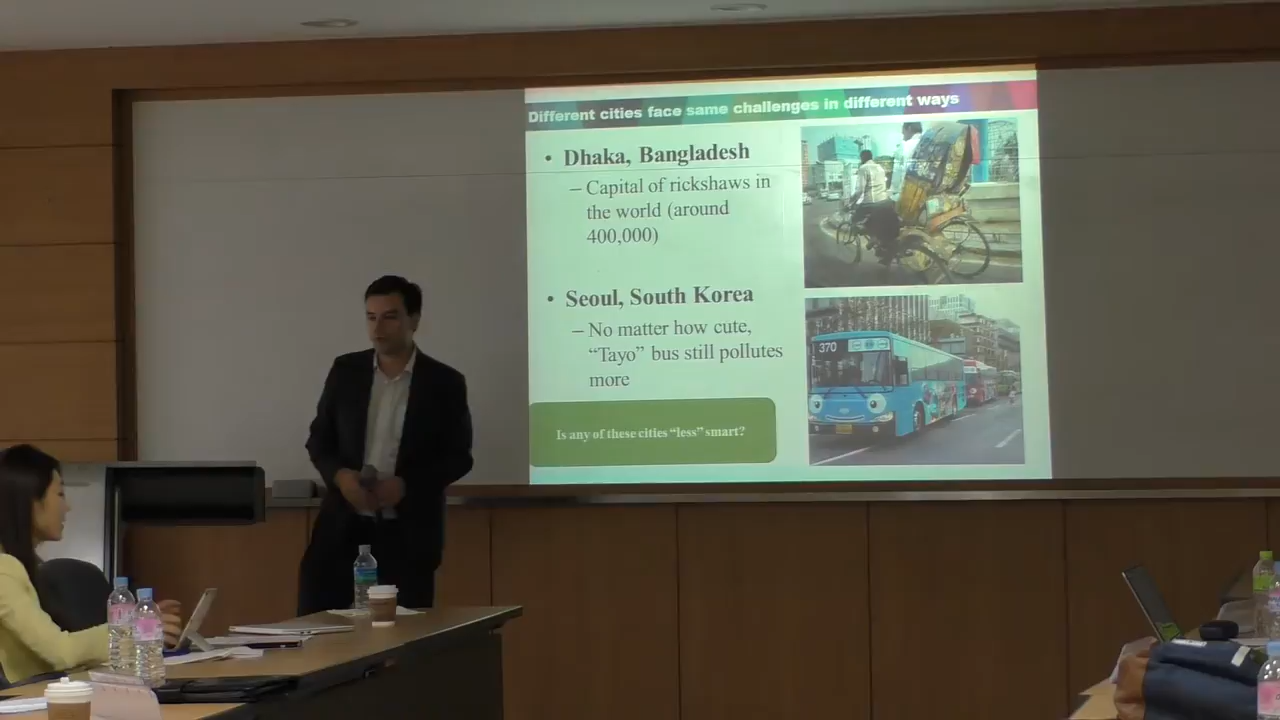 Different cities face same challenges in different ways
• Dhaka, Bangladesh
– Capital of rickshaws in
the world (around
400,000)
• Seoul, South Korea
– No matter how cute,
“Tayo” bus still pollutes
more
Is any of these cities “less” smart?
370